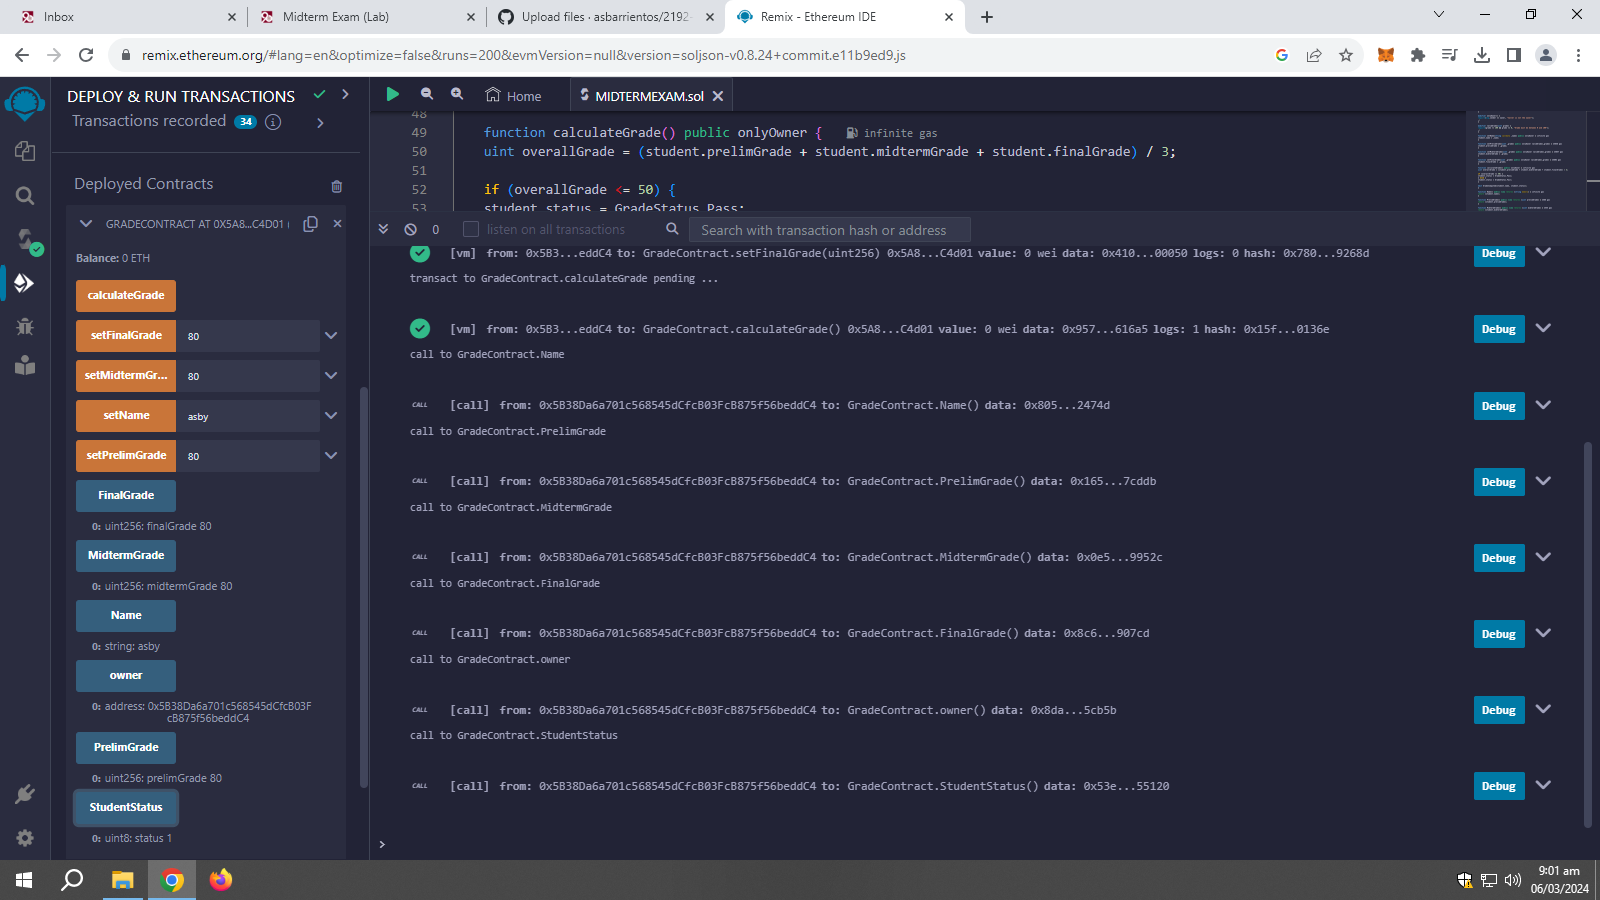 Inbox
Midterm Exam (Lab)
Upload files · asbarrientos/2192-
Remix - Ethereum IDE
remix.ethereum.org/#lang=en&optimize=false&runs=200&evmVersion=null&version=soljson-v0.8.24+commit.e11b9ed9.js
DEPLOY & RUN TRANSACTIONS
Transactions recorded 34
Deployed Contracts
GRADECONTRACT AT 0X5A8...C4D01 (
Balance: 0 ETH
calculateGrade
setFinalGrade 80
setMidtermGr... 80
setName asby
setPrelimGrade 80
FinalGrade
0: uint256: finalGrade 80
MidtermGrade
0: uint256: midtermGrade 80
Name
0: string: asby
owner
0: address: 0x5B38Da6a701c568545dCfcB03F
cB875f56beddC4
PrelimGrade
0: uint256: prelimGrade 80
StudentStatus
0: uint8: status 1
Home
MIDTERMEXAM.sol
48
49 function calculateGrade() public onlyOwner { infinite gas
50 uint overallGrade = (student.prelimGrade + student.midtermGrade + student.finalGrade) / 3;
51
52 if (overallGrade <= 50) {
53 student.status = GradeStatus.Pass;
0 listen on all transactions Search with transaction hash or address
[vm] from: 0x5B3...eddC4 to: GradeContract.setFinalGrade(uint256) 0x5A8...C4D01 value: 0 wei data: 0x410...00050 logs: 0 hash: 0x780...9268d Debug
transact to GradeContract.calculateGrade pending ...
[vm] from: 0x5B3...eddC4 to: GradeContract.calculateGrade() 0x5A8...C4D01 value: 0 wei data: 0x957...616a5 logs: 1 hash: 0x15f...0136e Debug
call to GradeContract.Name
CALL [call] from: 0x5B38Da6a701c568545dCfcB03FcB875f56beddC4 to: GradeContract.Name() data: 0x805...2474d Debug
call to GradeContract.PrelimGrade
CALL [call] from: 0x5B38Da6a701c568545dCfcB03FcB875f56beddC4 to: GradeContract.PrelimGrade() data: 0x165...7cddb Debug
call to GradeContract.MidtermGrade
CALL [call] from: 0x5B38Da6a701c568545dCfcB03FcB875f56beddC4 to: GradeContract.MidtermGrade() data: 0x0e5...9952c Debug
call to GradeContract.FinalGrade
CALL [call] from: 0x5B38Da6a701c568545dCfcB03FcB875f56beddC4 to: GradeContract.FinalGrade() data: 0x8c6...907cd Debug
call to GradeContract.owner
CALL [call] from: 0x5B38Da6a701c568545dCfcB03FcB875f56beddC4 to: GradeContract.owner() data: 0x8da...5cb5b Debug
call to GradeContract.StudentStatus
CALL [call] from: 0x5B38Da6a701c568545dCfcB03FcB875f56beddC4 to: GradeContract.StudentStatus() data: 0x53e...55120 Debug
>
9:01 am
06/03/2024